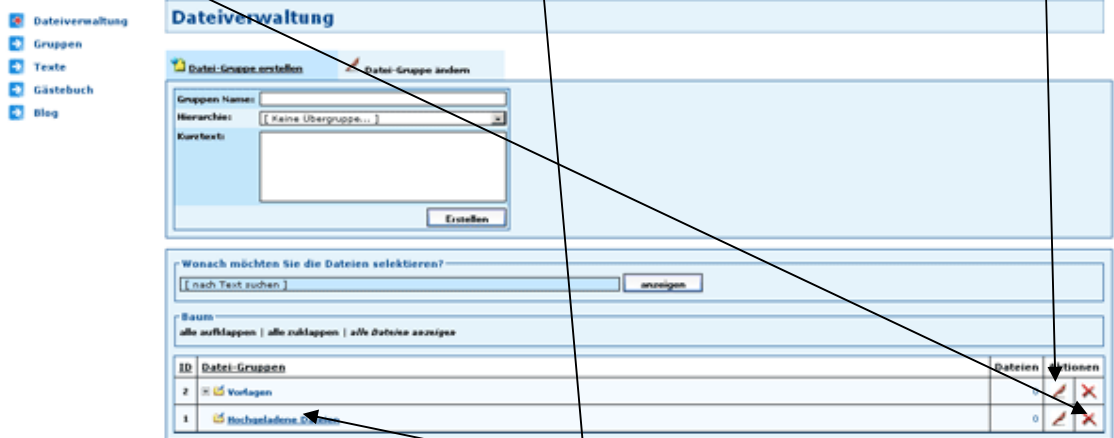 Dateiverwaltung
Gruppen
Texte
Gästebuch
Blog
Dateiverwaltung
Datei-Gruppe erstellen Datei-Gruppe ändern
Gruppen Name:
Hierarchie: [ Keine Übergruppe... ]
Kurztext:
Erstellen
Wonach möchten Sie die Dateien selektieren?
[ nach Text suchen ] anzeigen
Baum
alle aufklappen | alle zuklappen | alle Dateien anzeigen
ID Datei-Gruppen Dateien Aktionen
2 Vorlagen 0
1 Hochgeladene Dateien 0